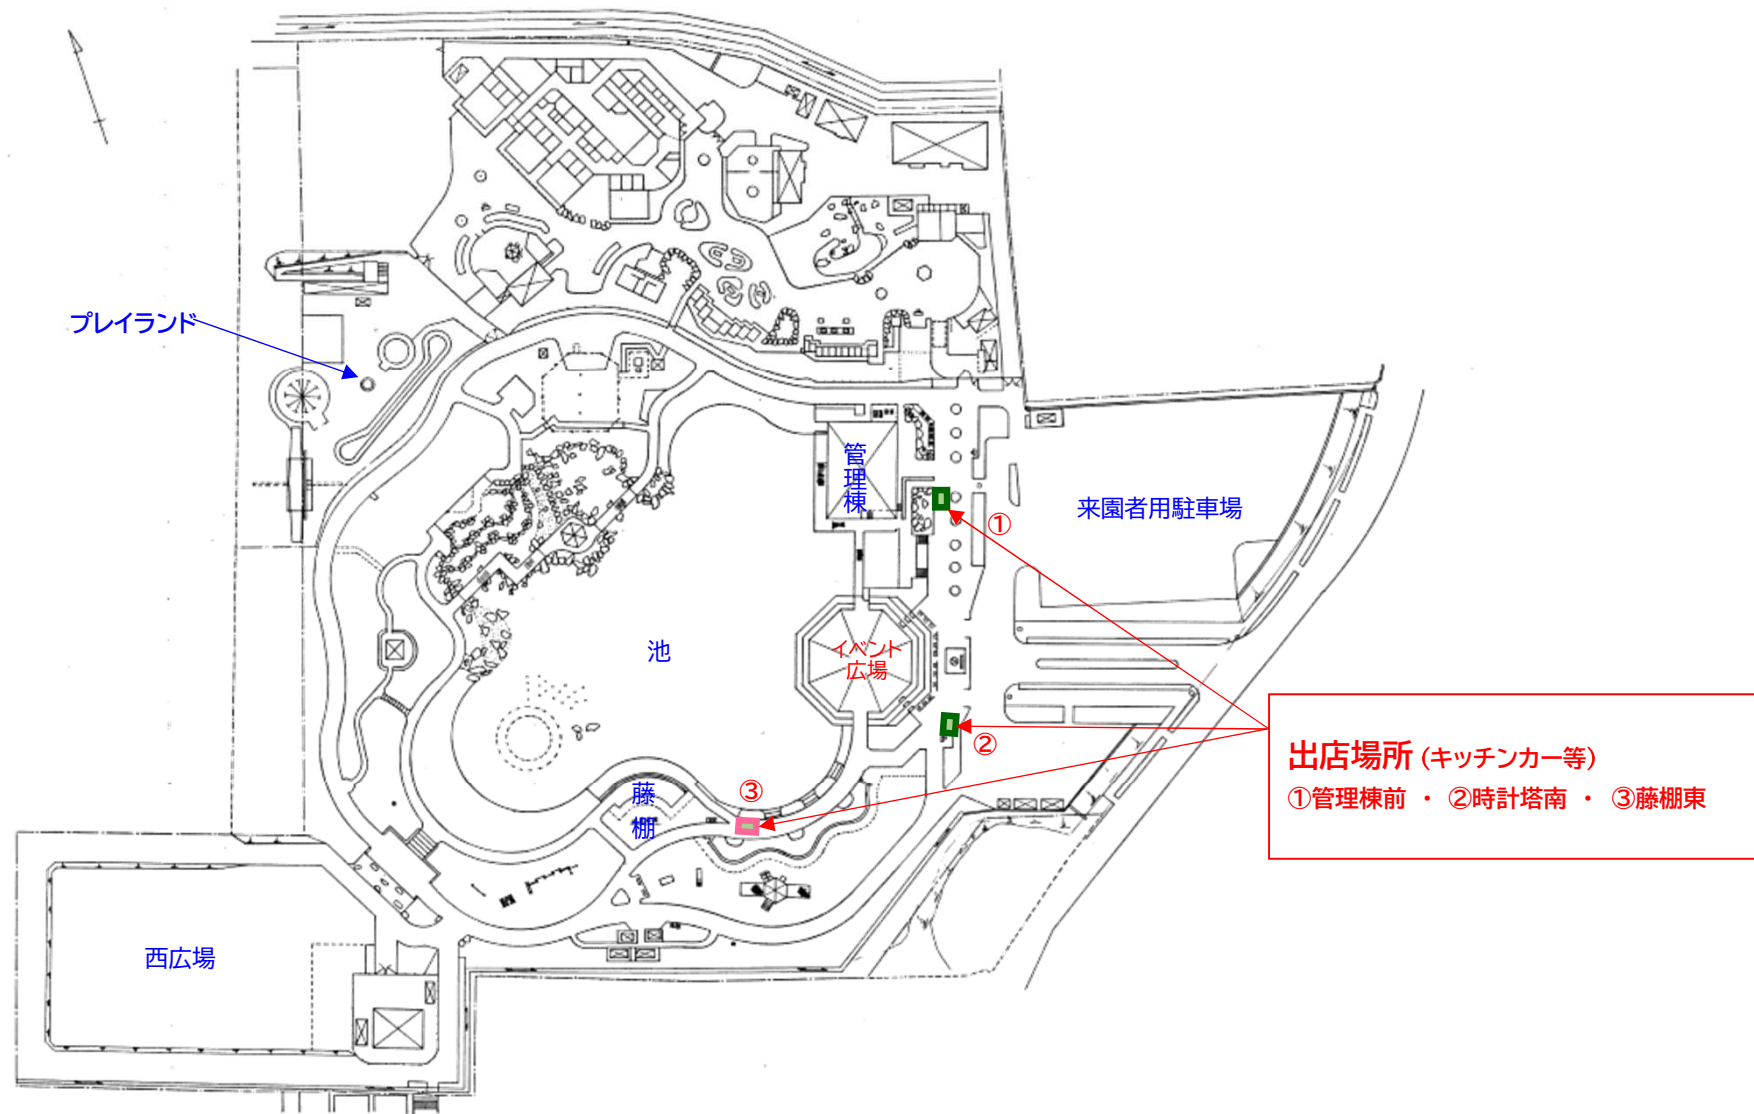 プレイランド
管理棟
①
来園者用駐車場
池
イベント
広場
②
藤棚
③
出店場所 (キッチンカー等)
①管理棟前 ・ ②時計塔南 ・ ③藤棚東
西広場